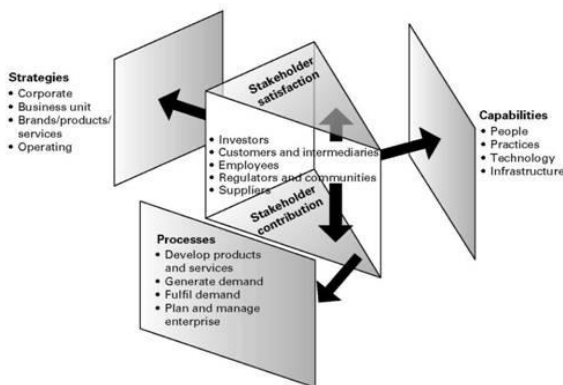 Stakeholder
satisfaction
Strategies
• Corporate
• Business unit
• Brands/products/
services
• Operating
Capabilities
• People
• Practices
• Technology
• Infrastructure
• Investors
• Customers and intermediaries
• Employees
• Regulators and communities
• Suppliers
Stakeholder
contribution
Processes
• Develop products
and services
• Generate demand
• Fulfil demand
• Plan and manage
enterprise